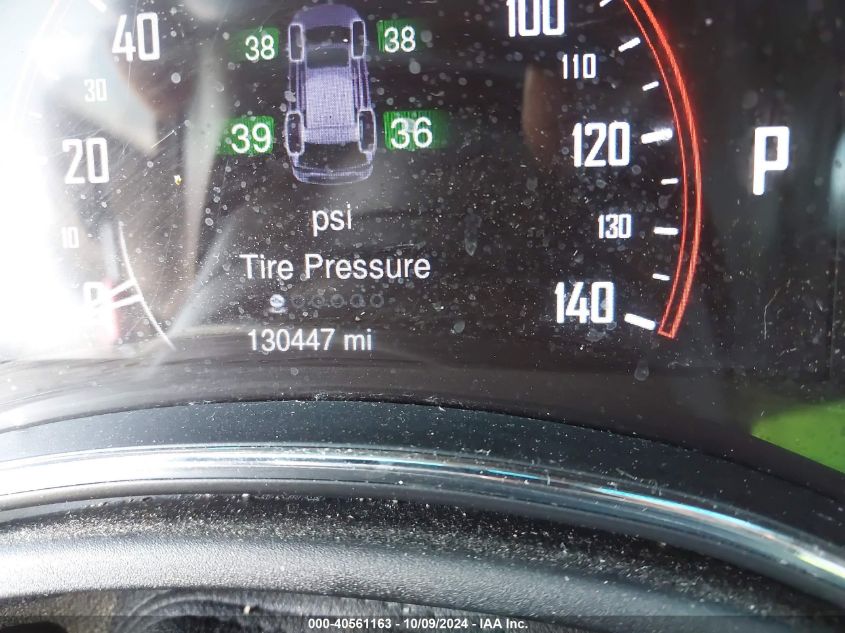 40 38 38 100
30 110
20 39 36 120 P
10 psi 130
Tire Pressure
0 140
130447 mi
000-40561163 - 10/09/2024 - IAA Inc.